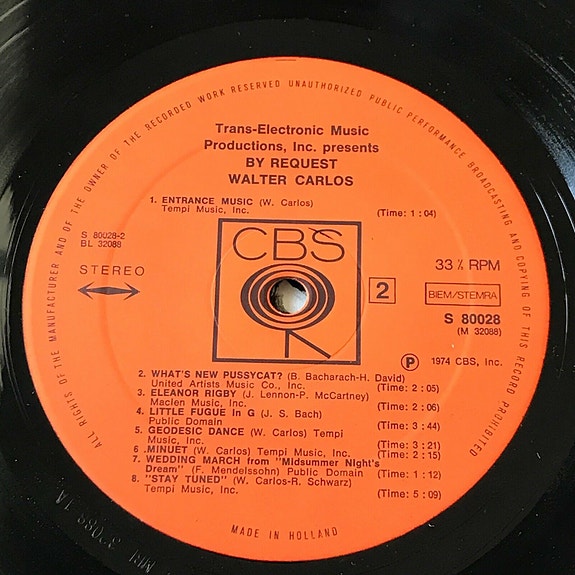 ALL RIGHTS OF THE MANUFACTURER AND OF THE OWNER OF THE RECORDED WORK RESERVED UNAUTHORIZED PUBLIC PERFORMANCE BROADCASTING AND COPYING OF THIS RECORD PROHIBITED
Trans-Electronic Music
Productions, Inc. presents
BY REQUEST
WALTER CARLOS
1. ENTRANCE MUSIC (W. Carlos)
Tempi Music, Inc. (Time: 1:04)
S 80028-2
BL 32088
STEREO
CBS
2
33 ⅓ RPM
BIEM/STEMRA
S 80028
(M 32088)
P 1974 CBS, Inc.
2. WHAT'S NEW PUSSYCAT? (B. Bacharach-H. David)
United Artists Music Co., Inc. (Time: 2:05)
3. ELEANOR RIGBY (J. Lennon-P. McCartney)
Maclen Music, Inc. (Time: 2:06)
4. LITTLE FUGUE In G (J. S. Bach)
Public Domain (Time: 3:44)
5. GEODESIC DANCE (W. Carlos) Tempi
Music, Inc. (Time: 3:21)
6 .MINUET (W. Carlos) Tempi Music, Inc. (Time: 2:15)
7. WEDDING MARCH from "Midsummer Night's
Dream" (F. Mendelssohn) Public Domain (Time: 1:12)
8. "STAY TUNED" (W. Carlos-R. Schwarz)
Tempi Music, Inc. (Time: 5:09)
MADE IN HOLLAND